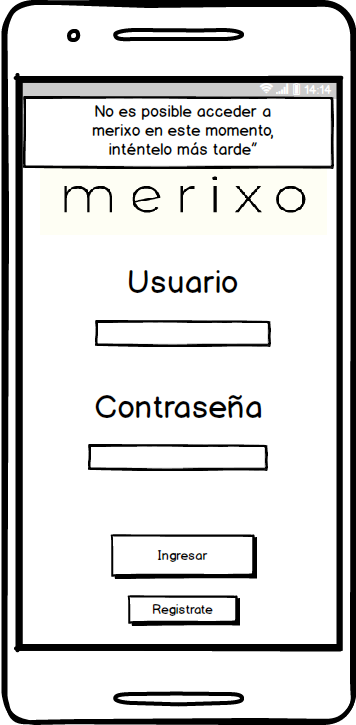 14:14
No es posible acceder a
merixo en este momento,
inténtelo más tarde”
merixo
Usuario
Contraseña
Ingresar
Registrate